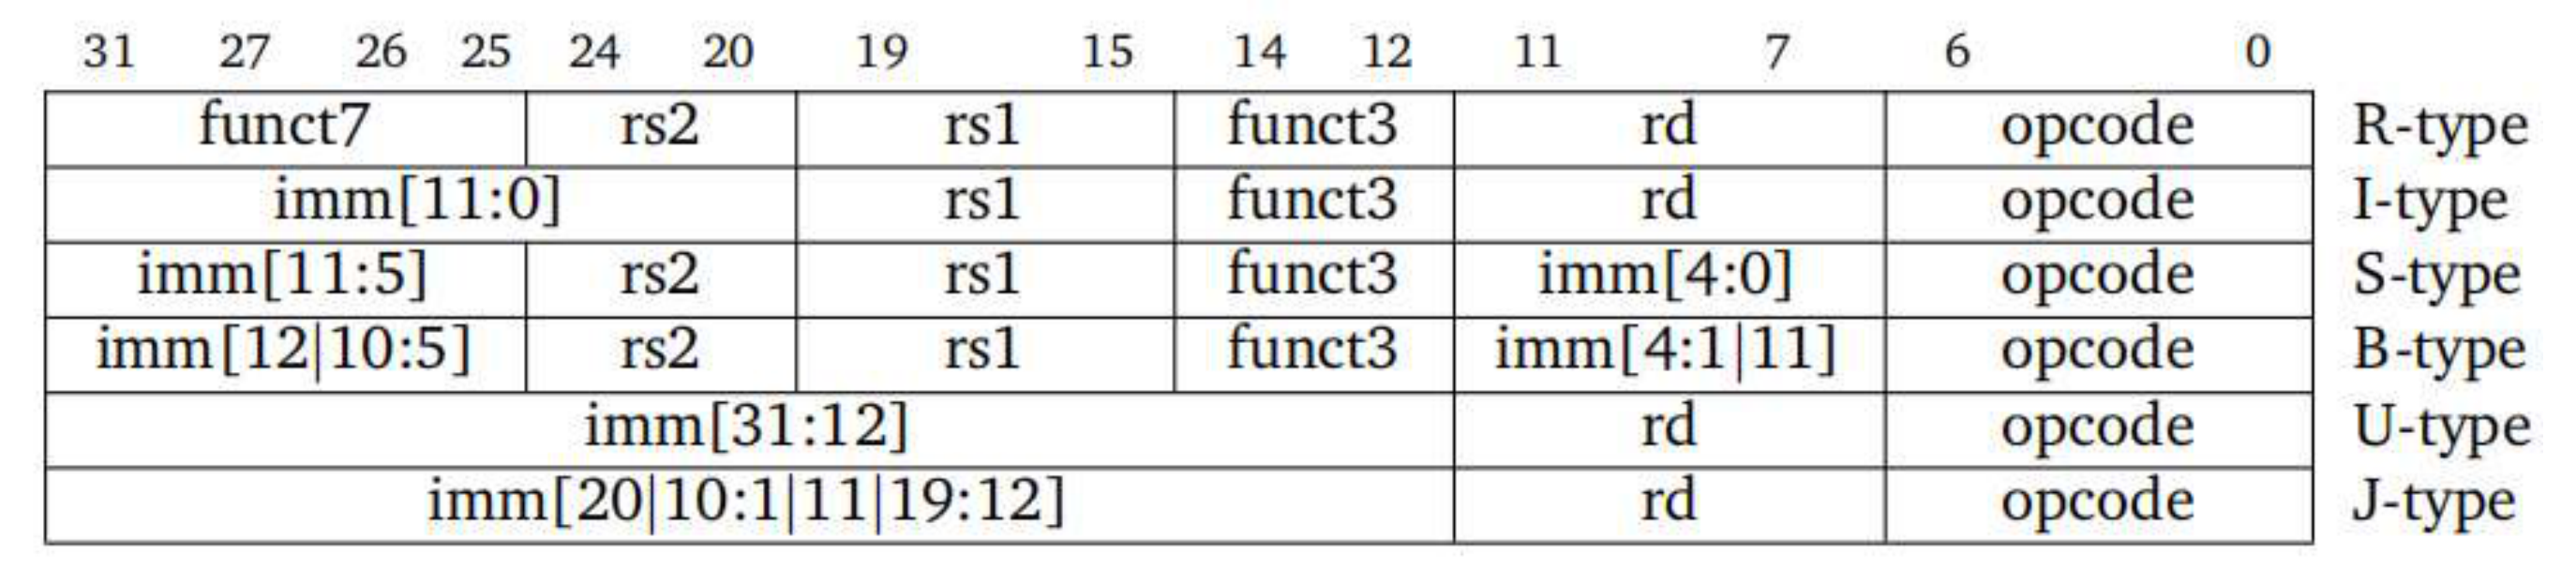 31 27 26 25 24 20 19 15 14 12 11 7 6 0
funct7 rs2 rs1 funct3 rd opcode R-type
imm[11:0] rs1 funct3 rd opcode I-type
imm[11:5] rs2 rs1 funct3 imm[4:0] opcode S-type
imm[12|10:5] rs2 rs1 funct3 imm[4:1|11] opcode B-type
imm[31:12] rd opcode U-type
imm[20|10:1|11|19:12] rd opcode J-type